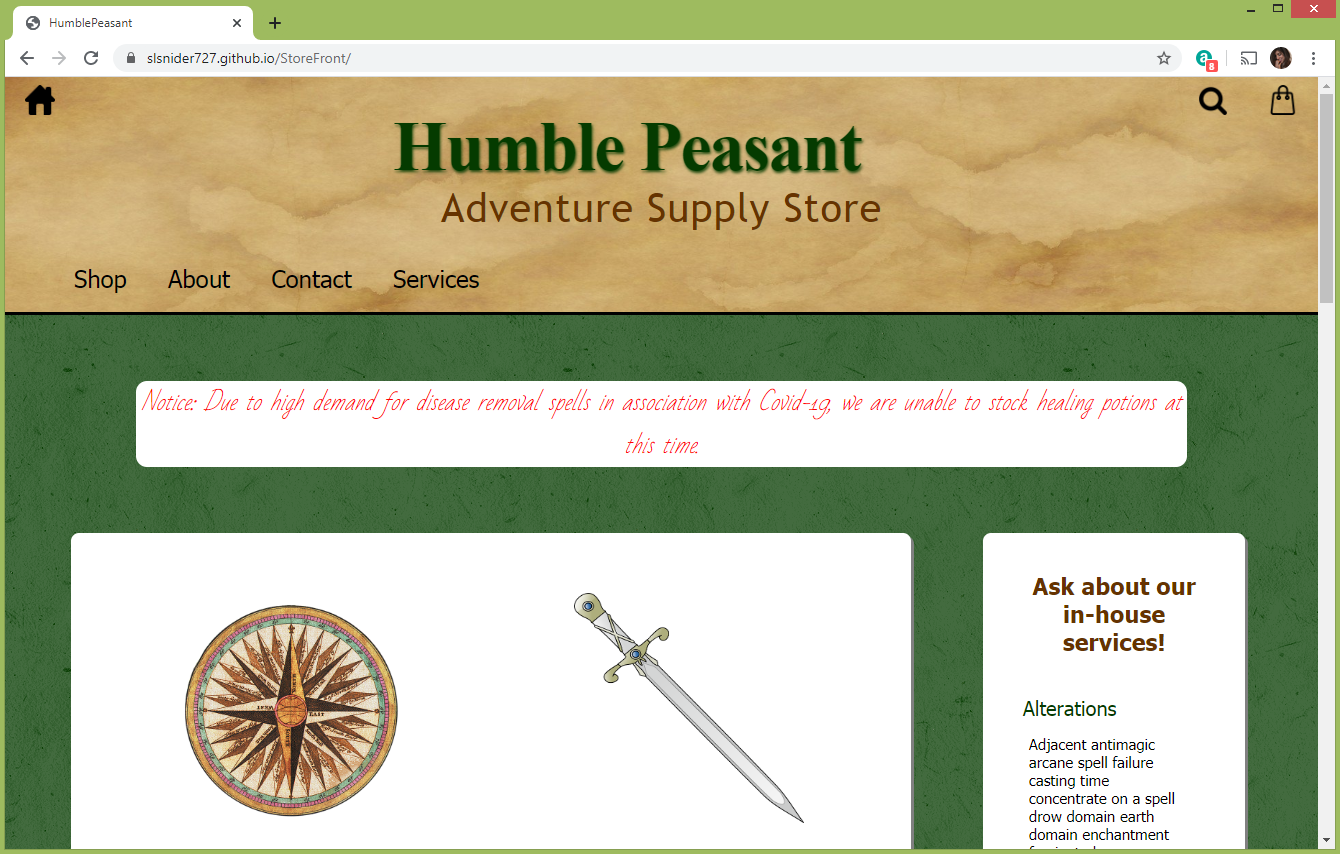 HumblePeasant
slsnider727.github.io/StoreFront/
8
Humble Peasant
Adventure Supply Store
Shop About Contact Services
Notice: Due to high demand for disease removal spells in association with Covid-19, we are unable to stock healing potions at
this time.
Ask about our
in-house
services!
Alterations
Adjacent antimagic
arcane spell failure
casting time
concentrate on a spell
drow domain earth
domain enchantment
EAST